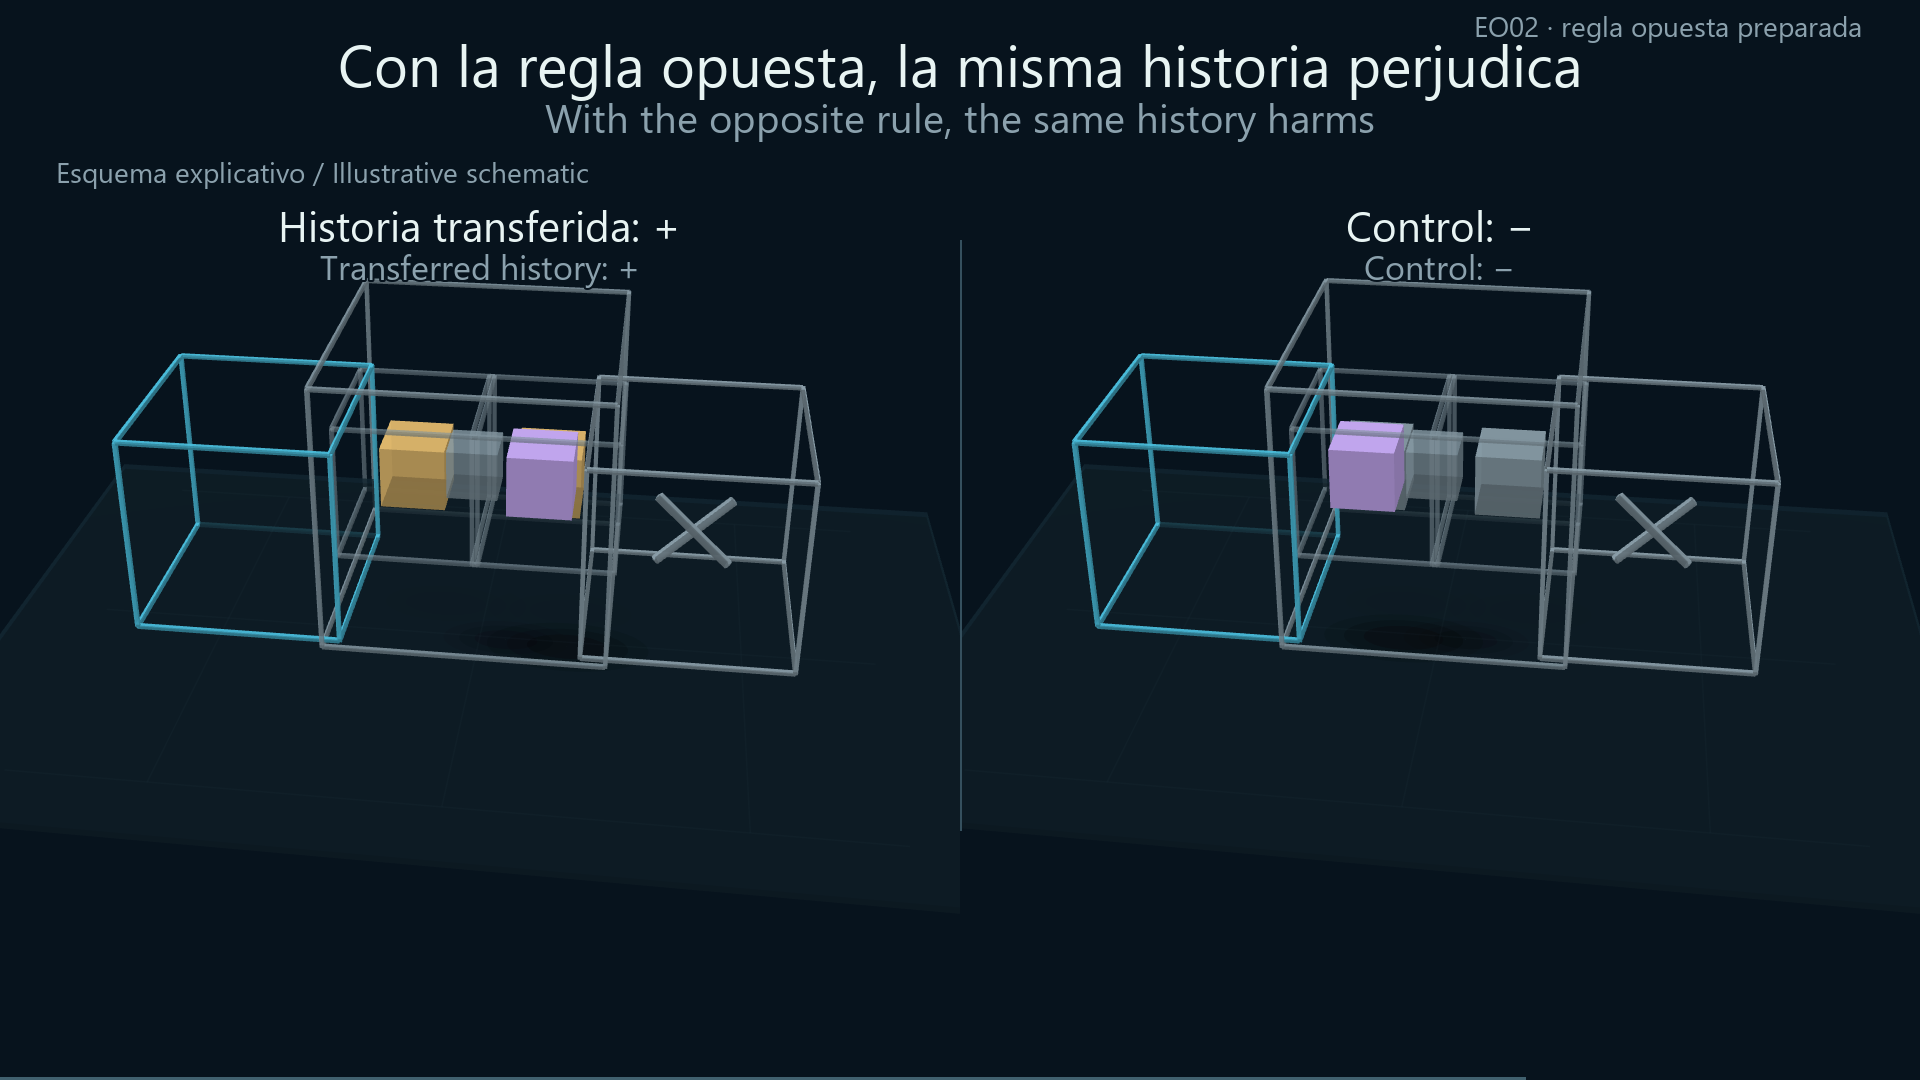 EO02 · regla opuesta preparada
Con la regla opuesta, la misma historia perjudica
With the opposite rule, the same history harms
Esquema explicativo / Illustrative schematic
Historia transferida: +
Transferred history: +
Control: −
Control: −